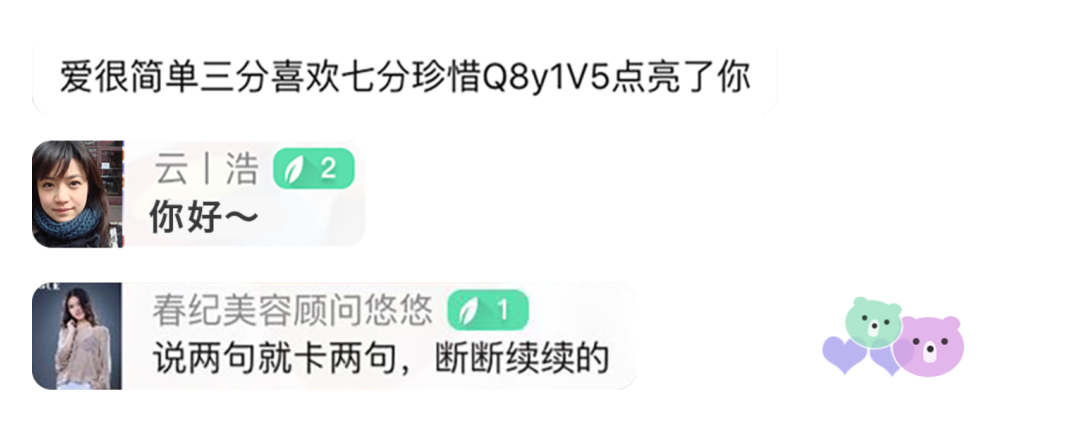 爱很简单三分喜欢七分珍惜Q8y1V5点亮了你
云丨浩 2
你好～
春纪美容顾问悠悠 1
说两句就卡两句，断断续续的